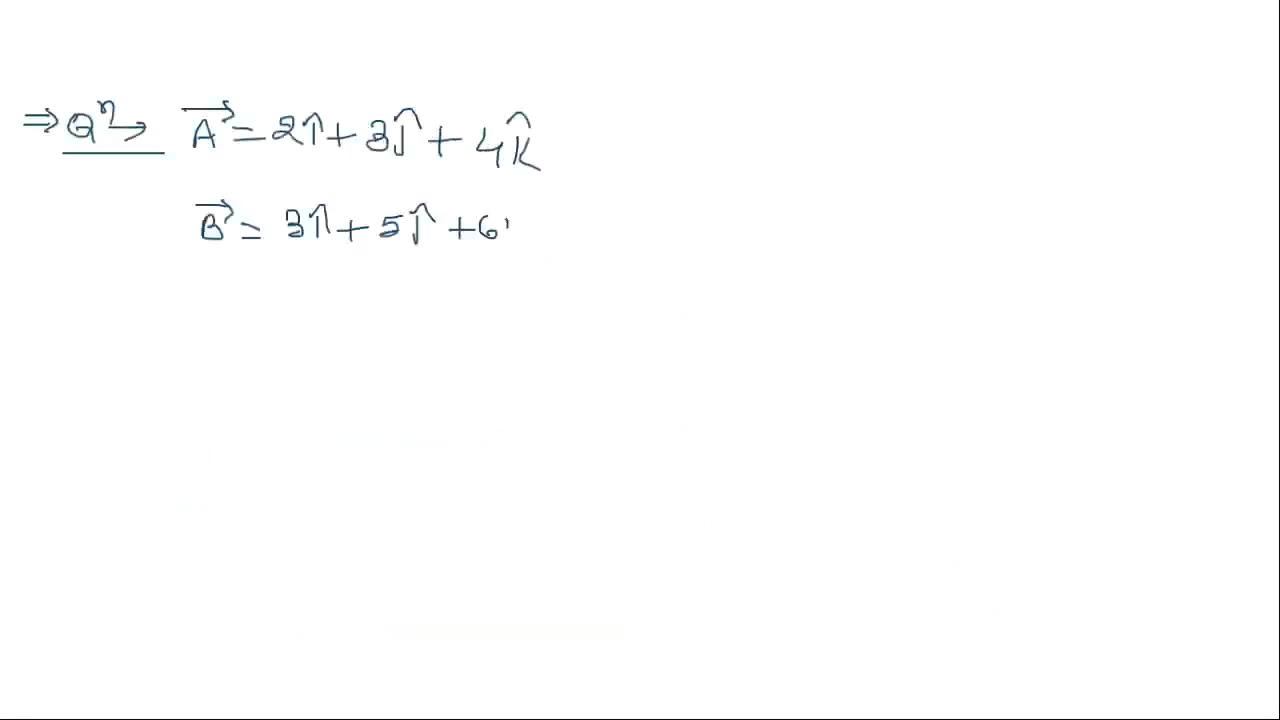 ⇒ Qⁿ→ A⃗ = 2î + 3ĵ + 4k̂
B⃗ = 3î + 5ĵ + 6